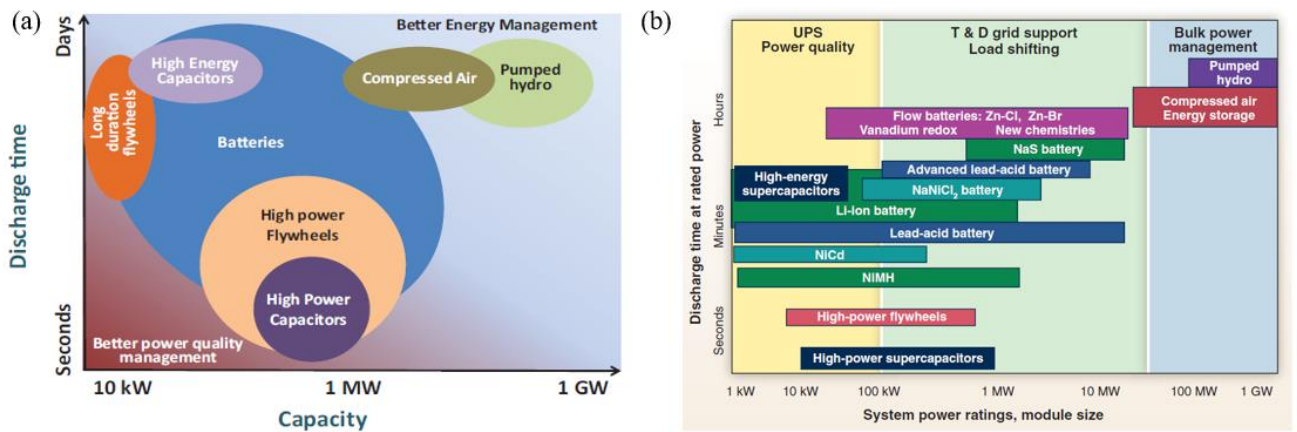 (a)
Better Energy Management
Days
High Energy
Capacitors
Compressed Air
Pumped
hydro
Long
duration
flywheels
Batteries
Discharge time
High power
Flywheels
High Power
Capacitors
Better power quality
management
Seconds
10 kW
1 MW
1 GW
Capacity
(b)
UPS
Power quality
T & D grid support
Load shifting
Bulk power
management
Pumped
hydro
Compressed air
Energy storage
Hours
Flow batteries: Zn-Cl, Zn-Br
Vanadium redox New chemistries
NaS battery
Advanced lead-acid battery
High-energy
supercapacitors
NaNiCl₂ battery
Li-Ion battery
Minutes
Lead-acid battery
NiCd
NiMH
Discharge time at rated power
Seconds
High-power flywheels
High-power supercapacitors
1 kW
10 kW
100 kW
1 MW
10 MW
100 MW
1 GW
System power ratings, module size